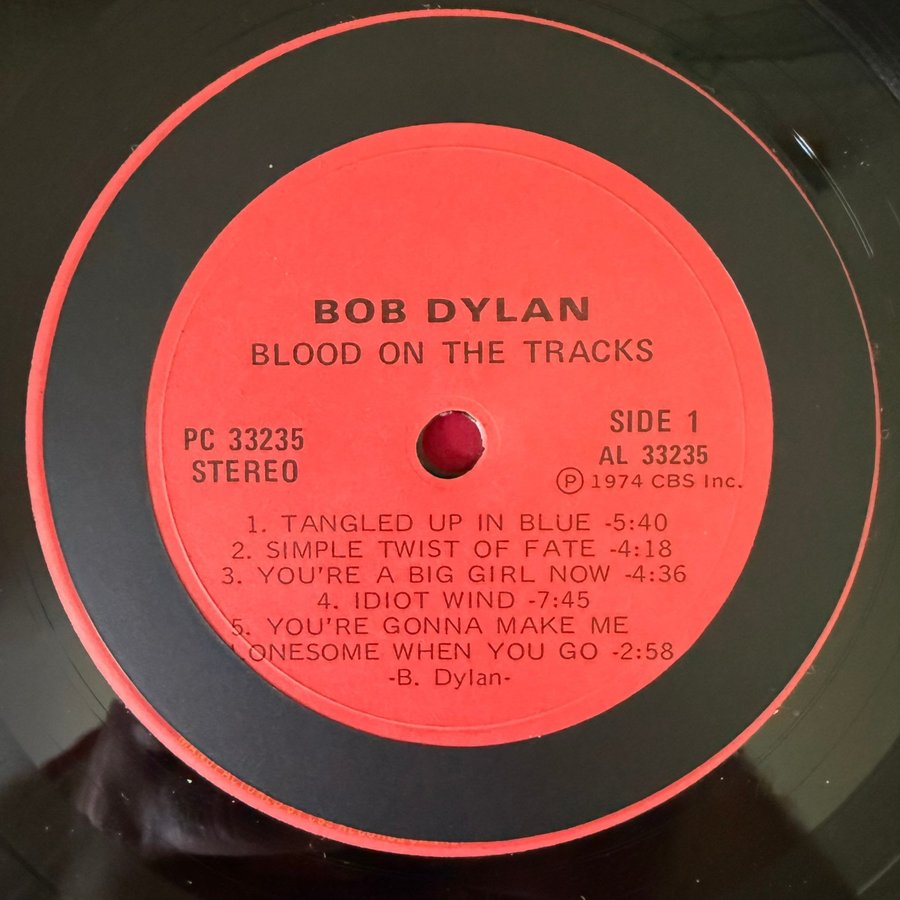 BOB DYLAN
BLOOD ON THE TRACKS
PC 33235
STEREO
SIDE 1
AL 33235
Ⓟ 1974 CBS Inc.
1. TANGLED UP IN BLUE -5:40
2. SIMPLE TWIST OF FATE -4:18
3. YOU'RE A BIG GIRL NOW -4:36
4. IDIOT WIND -7:45
5. YOU'RE GONNA MAKE ME
LONESOME WHEN YOU GO -2:58
-B. Dylan-